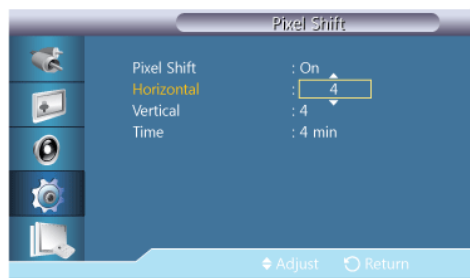 Pixel Shift
Pixel Shift : On
Horizontal : 4
Vertical : 4
Time : 4 min
Adjust Return